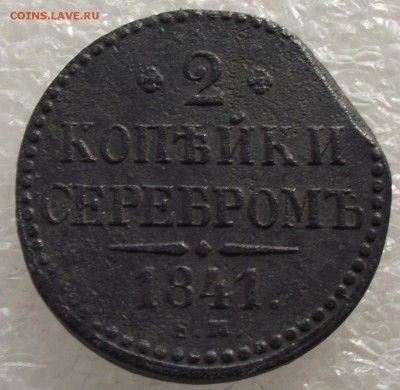 COINS.LAVE.RU
2
КОПѢЙКИ
СЕРЕБРОМЪ
1841.